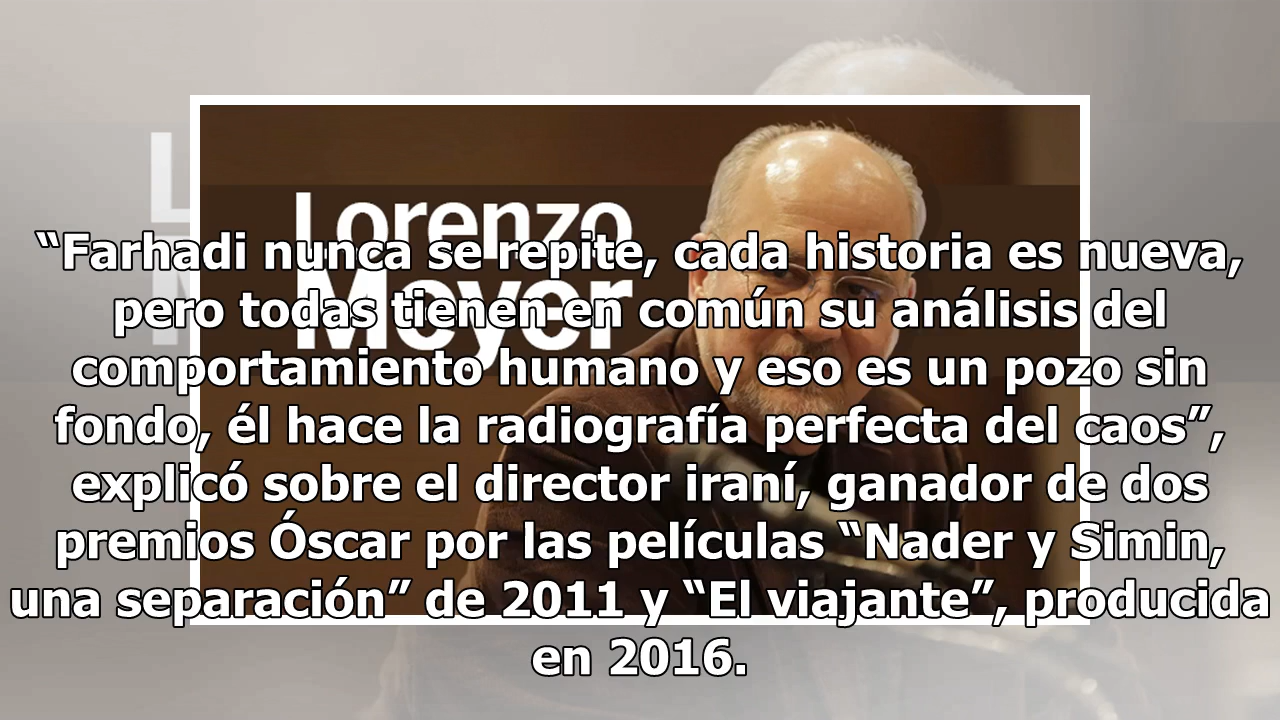 Lorenzo
Meyer
“Farhadi nunca se repite, cada historia es nueva,
pero todas tienen en común su análisis del
comportamiento humano y eso es un pozo sin
fondo, él hace la radiografía perfecta del caos”,
explicó sobre el director iraní, ganador de dos
premios Óscar por las películas “Nader y Simin,
una separación” de 2011 y “El viajante”, producida
en 2016.